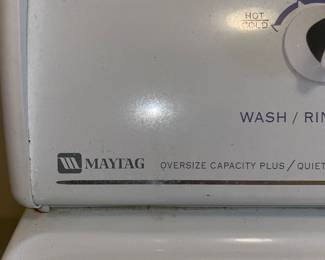 HOT
COLD
WASH / RIN
MAYTAG OVERSIZE CAPACITY PLUS / QUIET